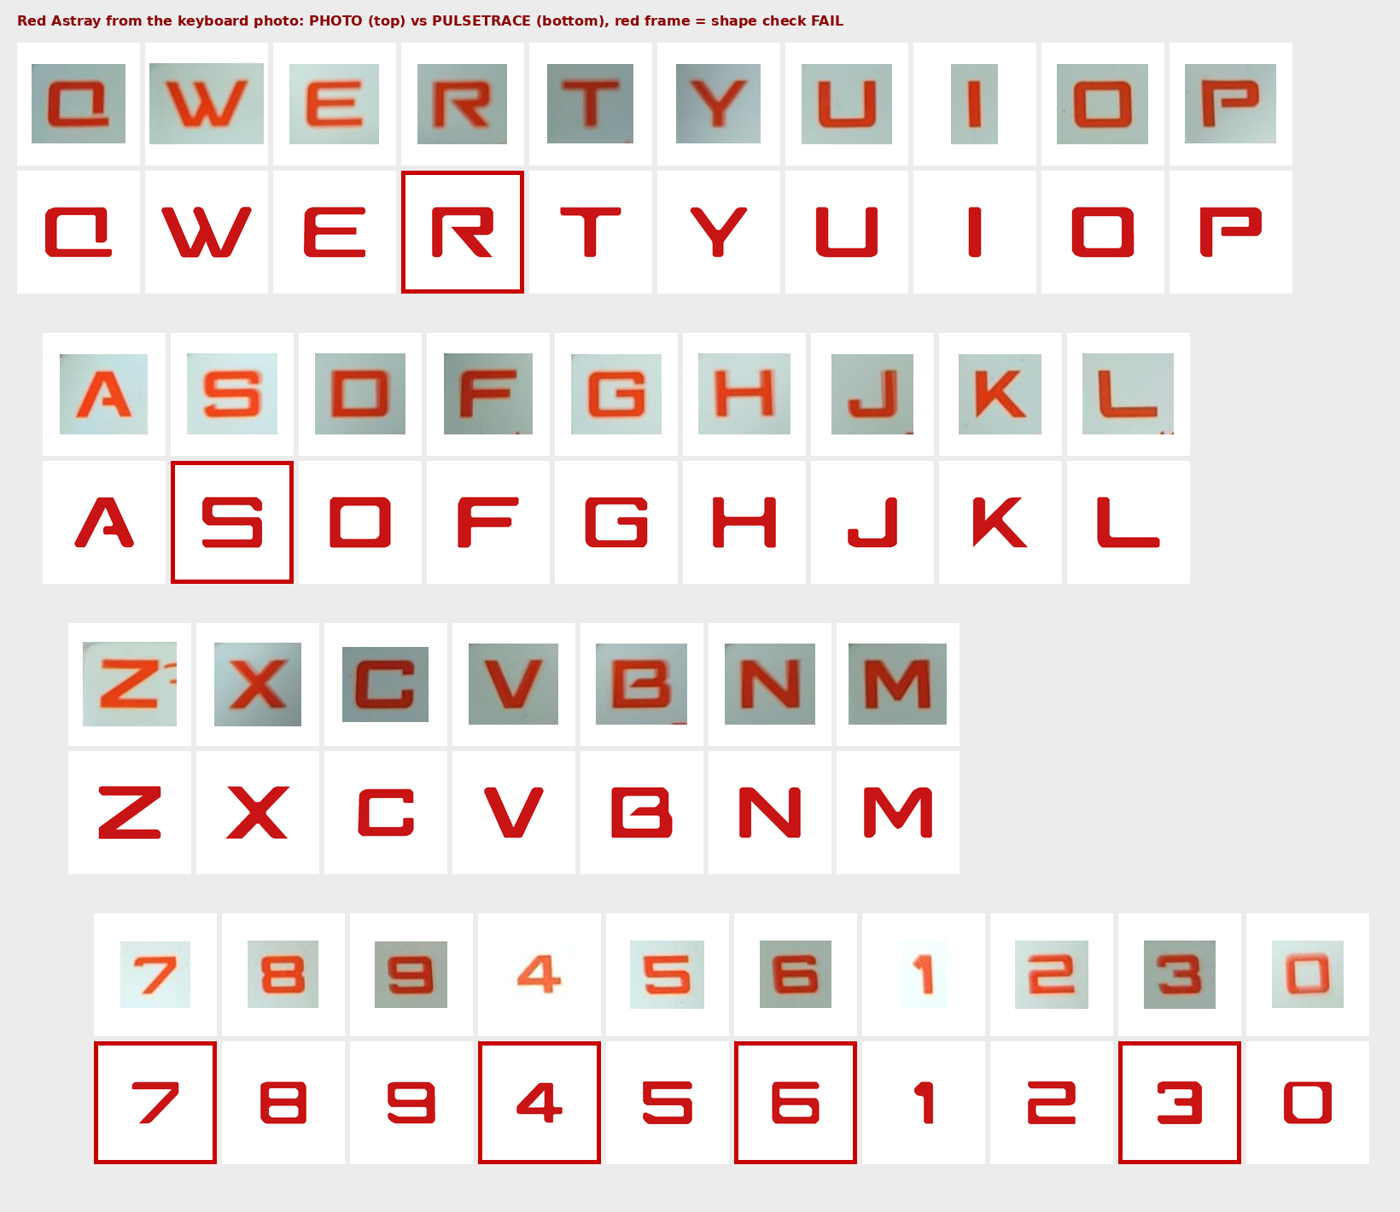 Red Astray from the keyboard photo: PHOTO (top) vs PULSETRACE (bottom), red frame = shape check FAIL
Q W E R T Y U I O P
Q W E R T Y U I O P
A S D F G H J K L
A S D F G H J K L
Z X C V B N M
Z X C V B N M
7 8 9 4 5 6 1 2 3 0
7 8 9 4 5 6 1 2 3 0